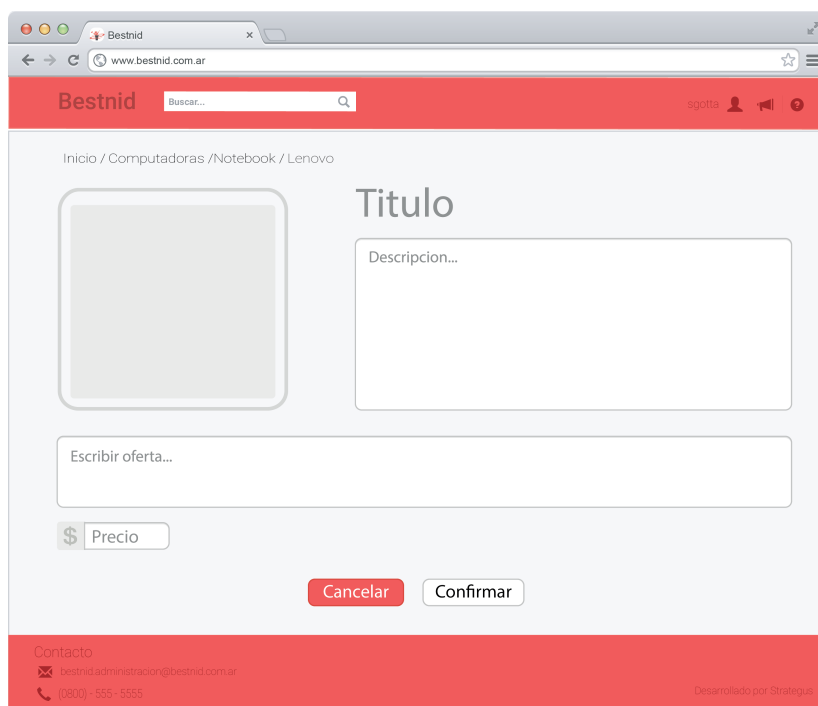 Bestnid
www.bestnid.com.ar
Bestnid
Buscar...
sgotta
Inicio / Computadoras /Notebook / Lenovo
Titulo
Descripcion...
Escribir oferta...
$ Precio
Cancelar
Confirmar
Contacto
bestnid.administracion@bestnid.com.ar
(0800) - 555 - 5555
Desarrollado por Strategus